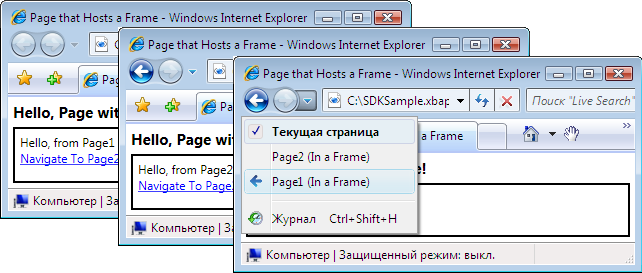 Page that Hosts a Frame - Windows Internet Explorer
Hello, Page wit
Hello, from Page1
Navigate To Page2
Компьютер | За
Page that Hosts a Frame - Windows Internet Explorer
Page
Hello, Page wit
Hello, from Page1
Navigate To Page
Компьютер | З
Page that Hosts a Frame - Windows Internet Explorer
C:\SDKSample.xbap
Поиск "Live Search"
Текущая страница
a Frame
Page2 (In a Frame)
e!
Page1 (In a Frame)
Журнал Ctrl+Shift+H
Компьютер | Защищенный режим: выкл.